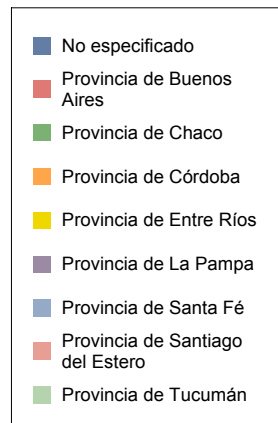 No especificado
Provincia de Buenos
Aires
Provincia de Chaco
Provincia de Córdoba
Provincia de Entre Ríos
Provincia de La Pampa
Provincia de Santa Fé
Provincia de Santiago
del Estero
Provincia de Tucumán